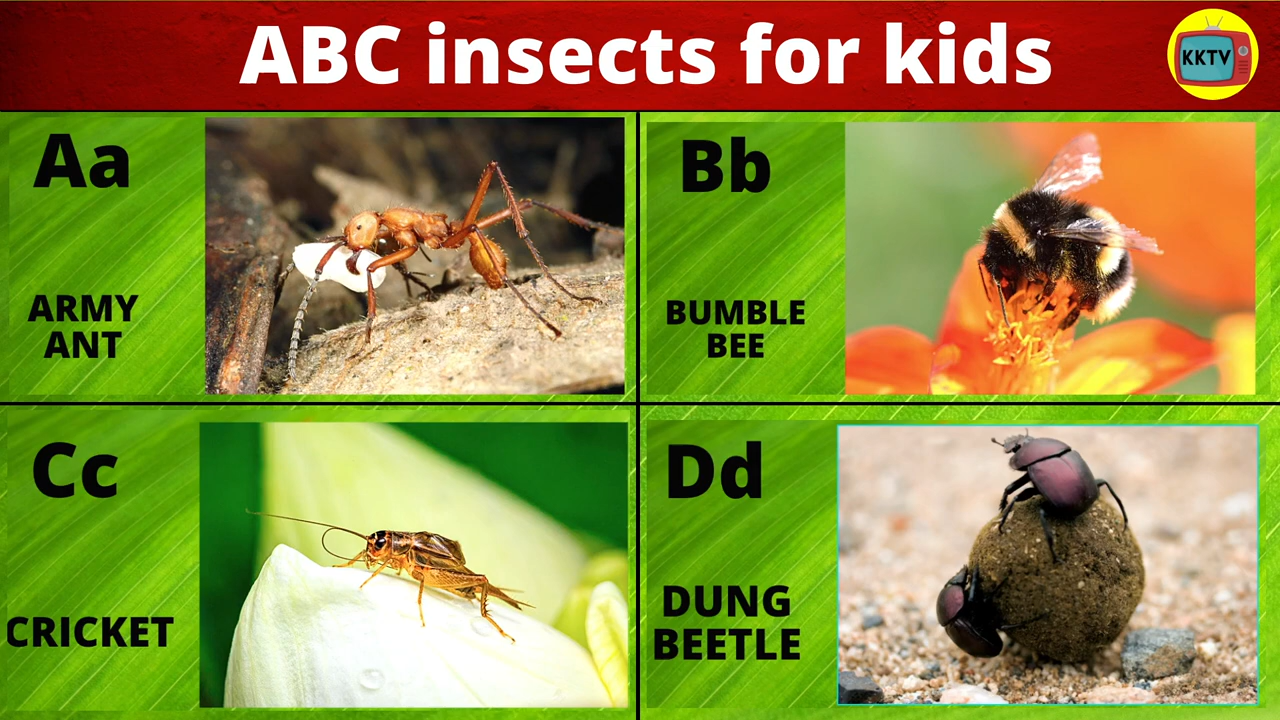 ABC insects for kids
KKTV
Aa
ARMY
ANT
Bb
BUMBLE
BEE
Cc
CRICKET
Dd
DUNG
BEETLE